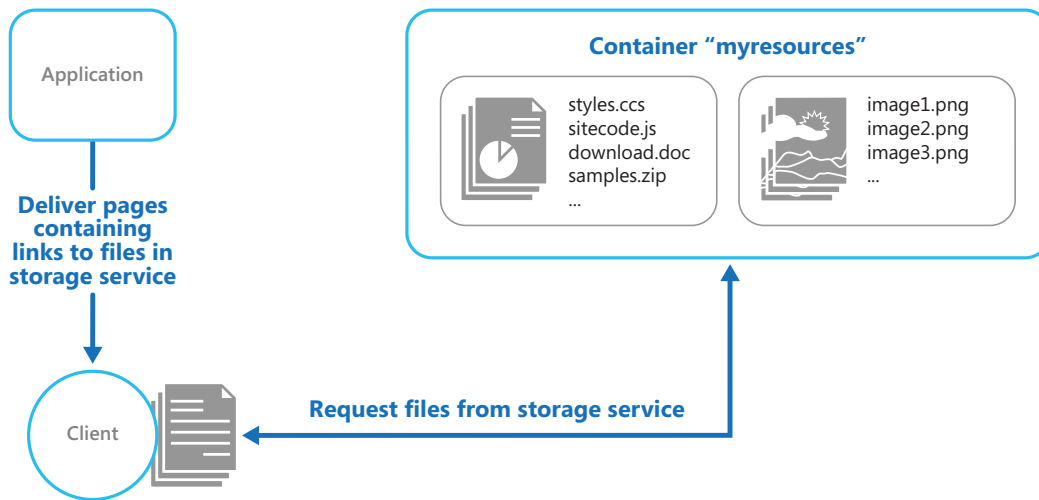 Application
Container “myresources”
styles.ccs
sitecode.js
download.doc
samples.zip
...
image1.png
image2.png
image3.png
...
Deliver pages
containing
links to files in
storage service
Client
Request files from storage service